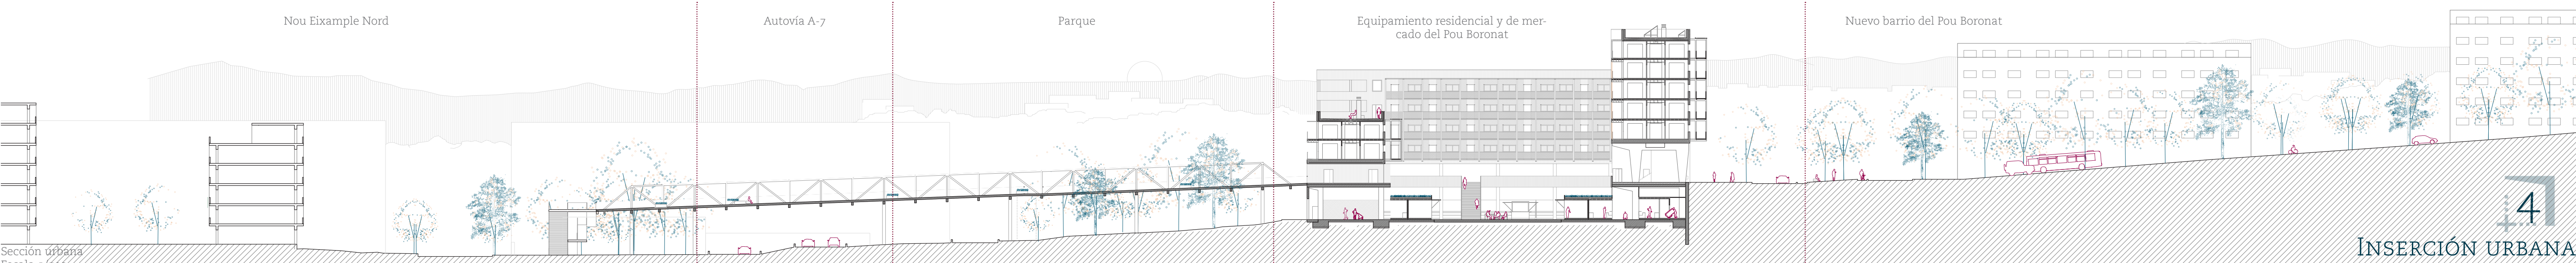 Nou Eixample Nord
Autovía A-7
Parque
Equipamiento residencial y de mer-
cado del Pou Boronat
Nuevo barrio del Pou Boronat
Sección urbana
4
INSERCIÓN URBANA